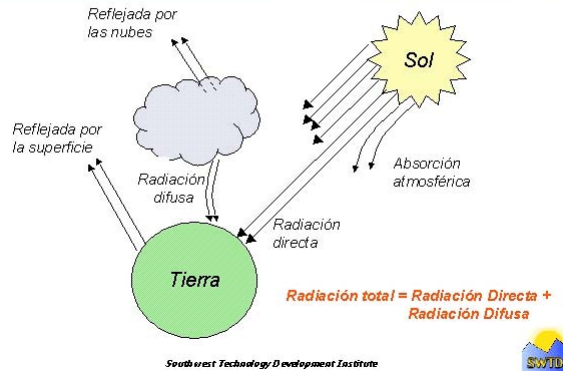 Reflejada por
las nubes
Sol
Reflejada por
la superficie
Absorción
atmosférica
Radiación
difusa
Radiación
directa
Tierra
Radiación total = Radiación Directa +
Radiación Difusa
Southwest Technology Development Institute
SWTD